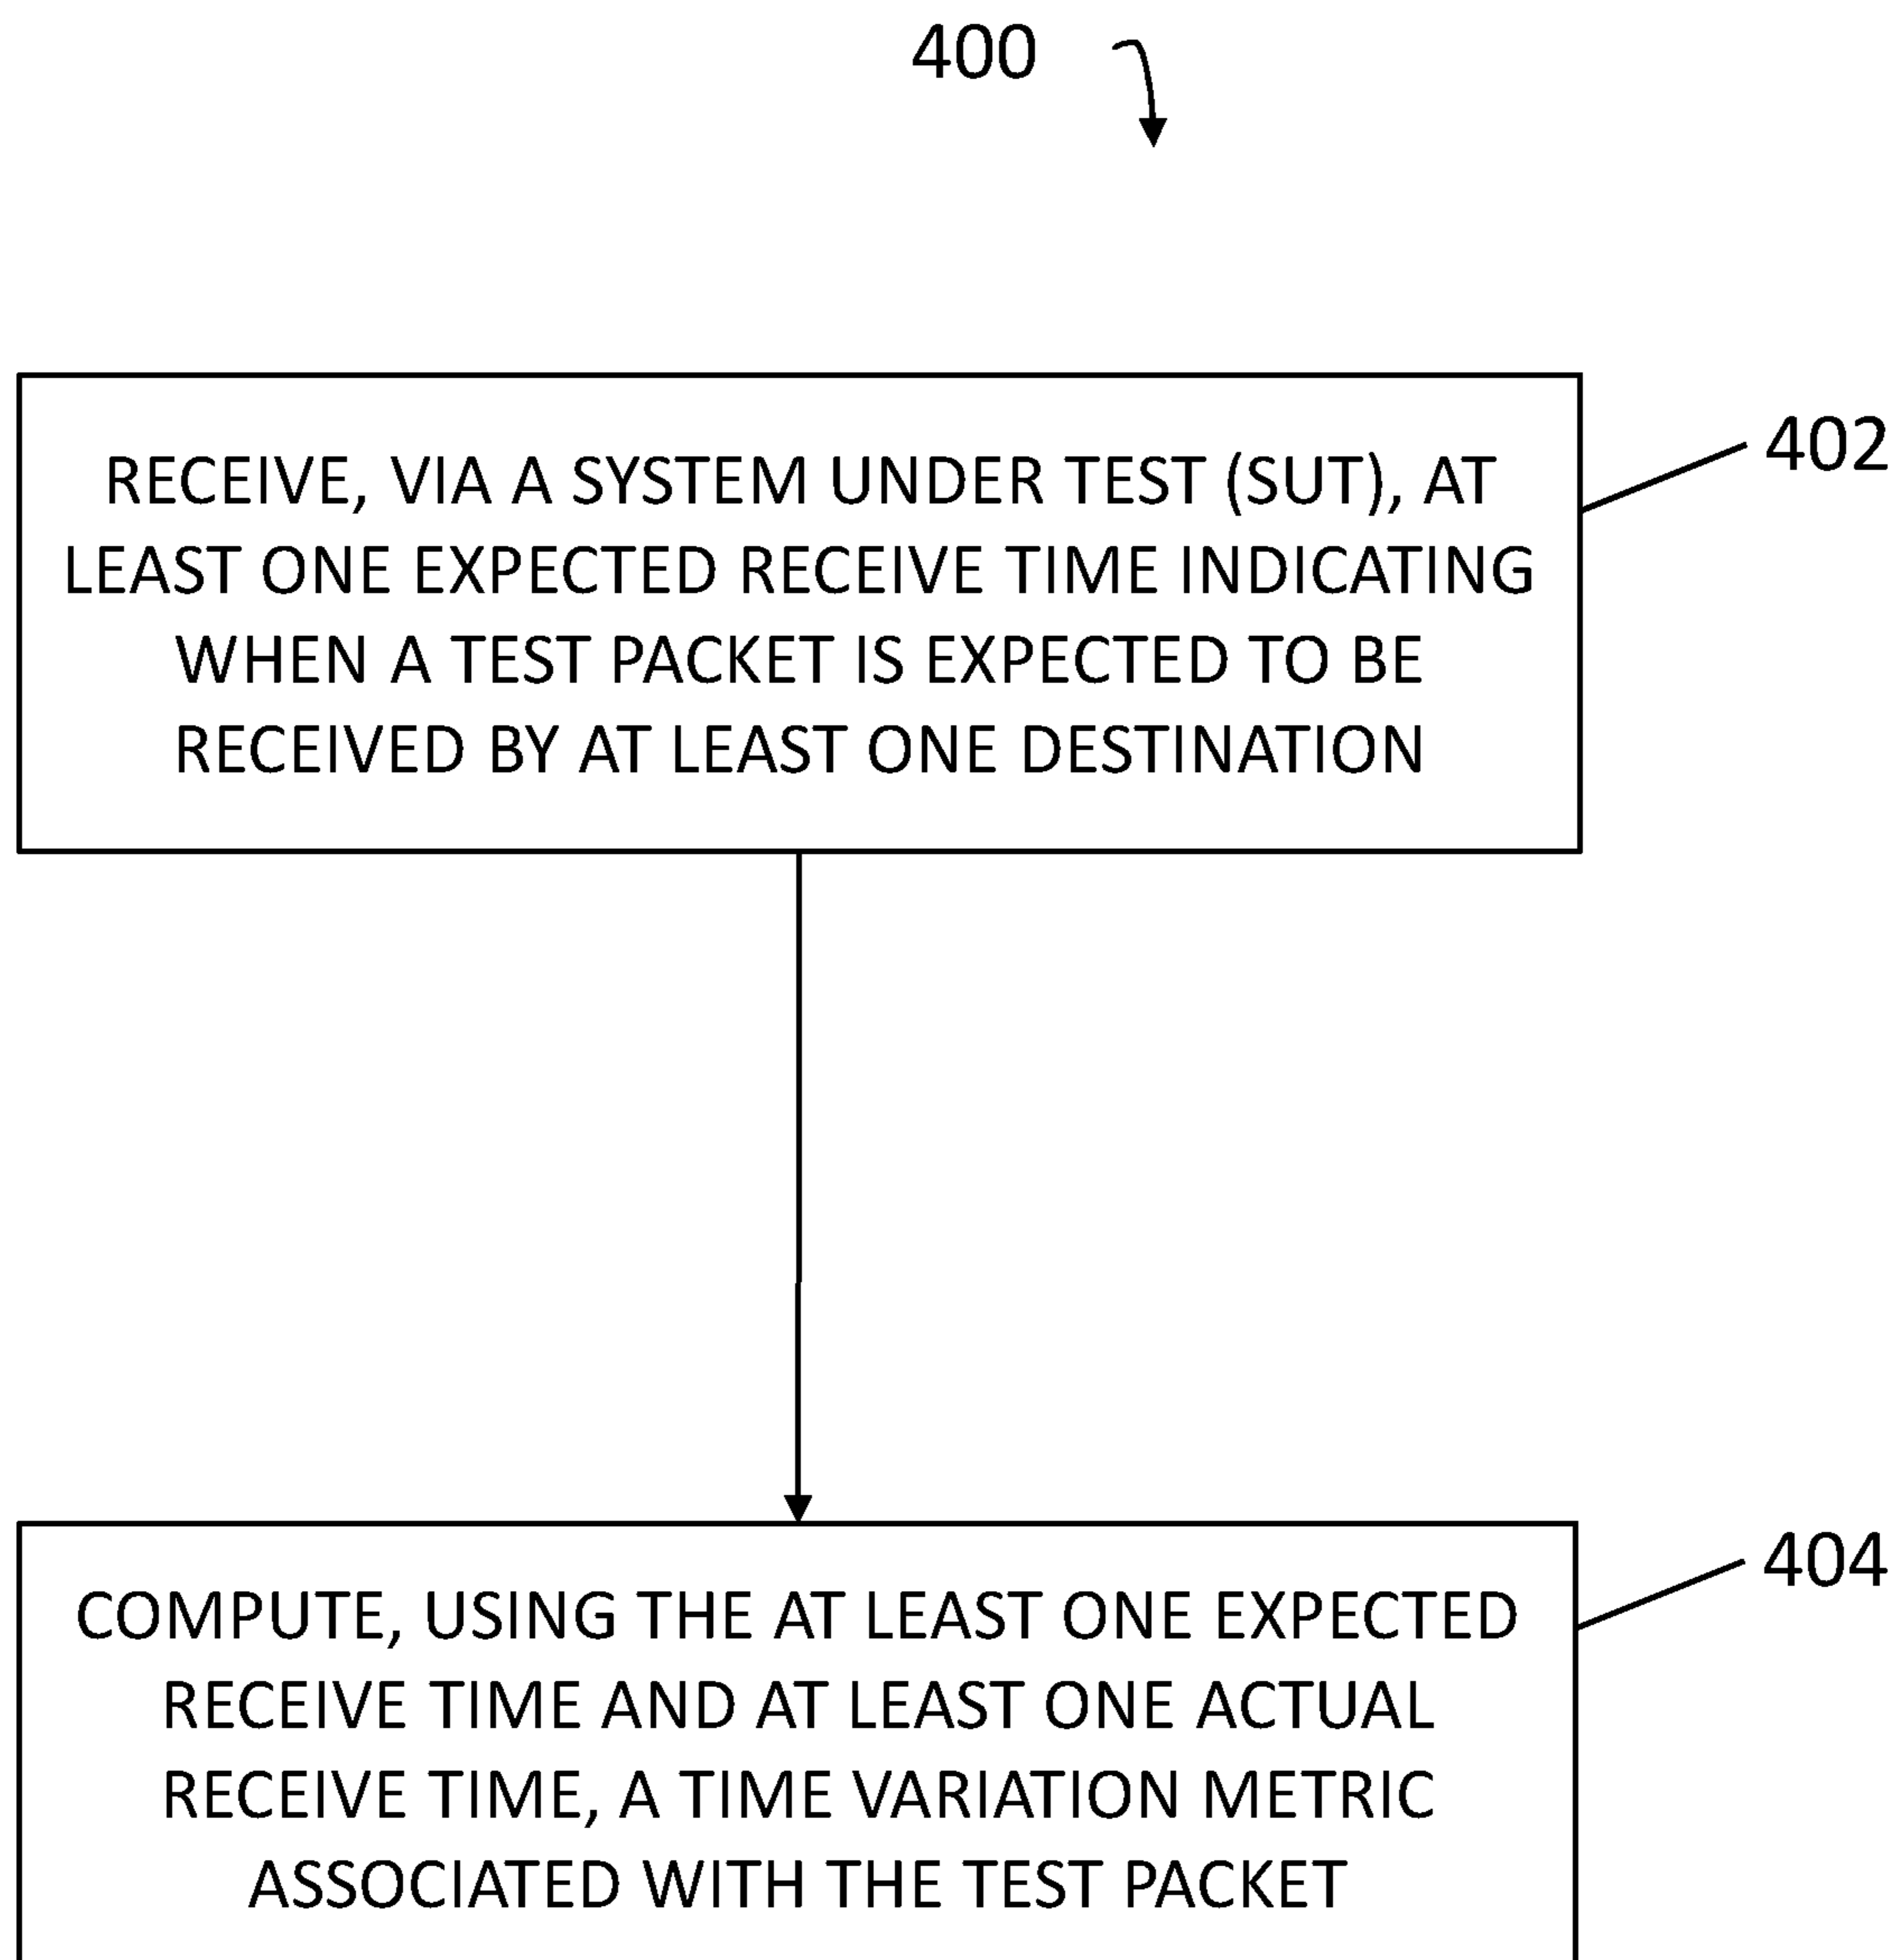 400
RECEIVE, VIA A SYSTEM UNDER TEST (SUT), AT
LEAST ONE EXPECTED RECEIVE TIME INDICATING
WHEN A TEST PACKET IS EXPECTED TO BE
RECEIVED BY AT LEAST ONE DESTINATION
402
COMPUTE, USING THE AT LEAST ONE EXPECTED
RECEIVE TIME AND AT LEAST ONE ACTUAL
RECEIVE TIME, A TIME VARIATION METRIC
ASSOCIATED WITH THE TEST PACKET
404